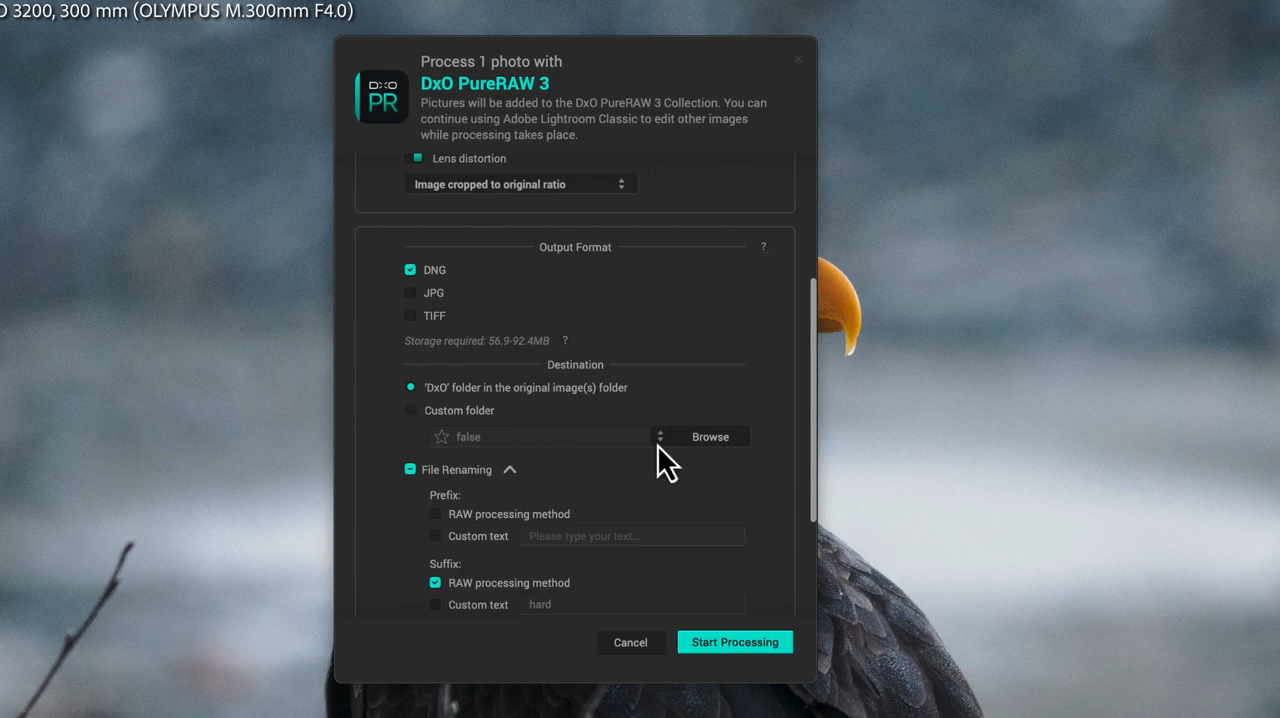 O 3200, 300 mm (OLYMPUS M.300mm F4.0)
Process 1 photo with
DxO PureRAW 3
DXO
PR
Pictures will be added to the DxO PureRAW 3 Collection. You can
continue using Adobe Lightroom Classic to edit other images
while processing takes place.
Lens distortion
Image cropped to original ratio
Output Format ?
DNG
JPG
TIFF
Storage required: 56.9-92.4MB ?
Destination
'DxO' folder in the original image(s) folder
Custom folder
false Browse
File Renaming
Prefix:
RAW processing method
Custom text Please type your text...
Suffix:
RAW processing method
Custom text hard
Cancel Start Processing